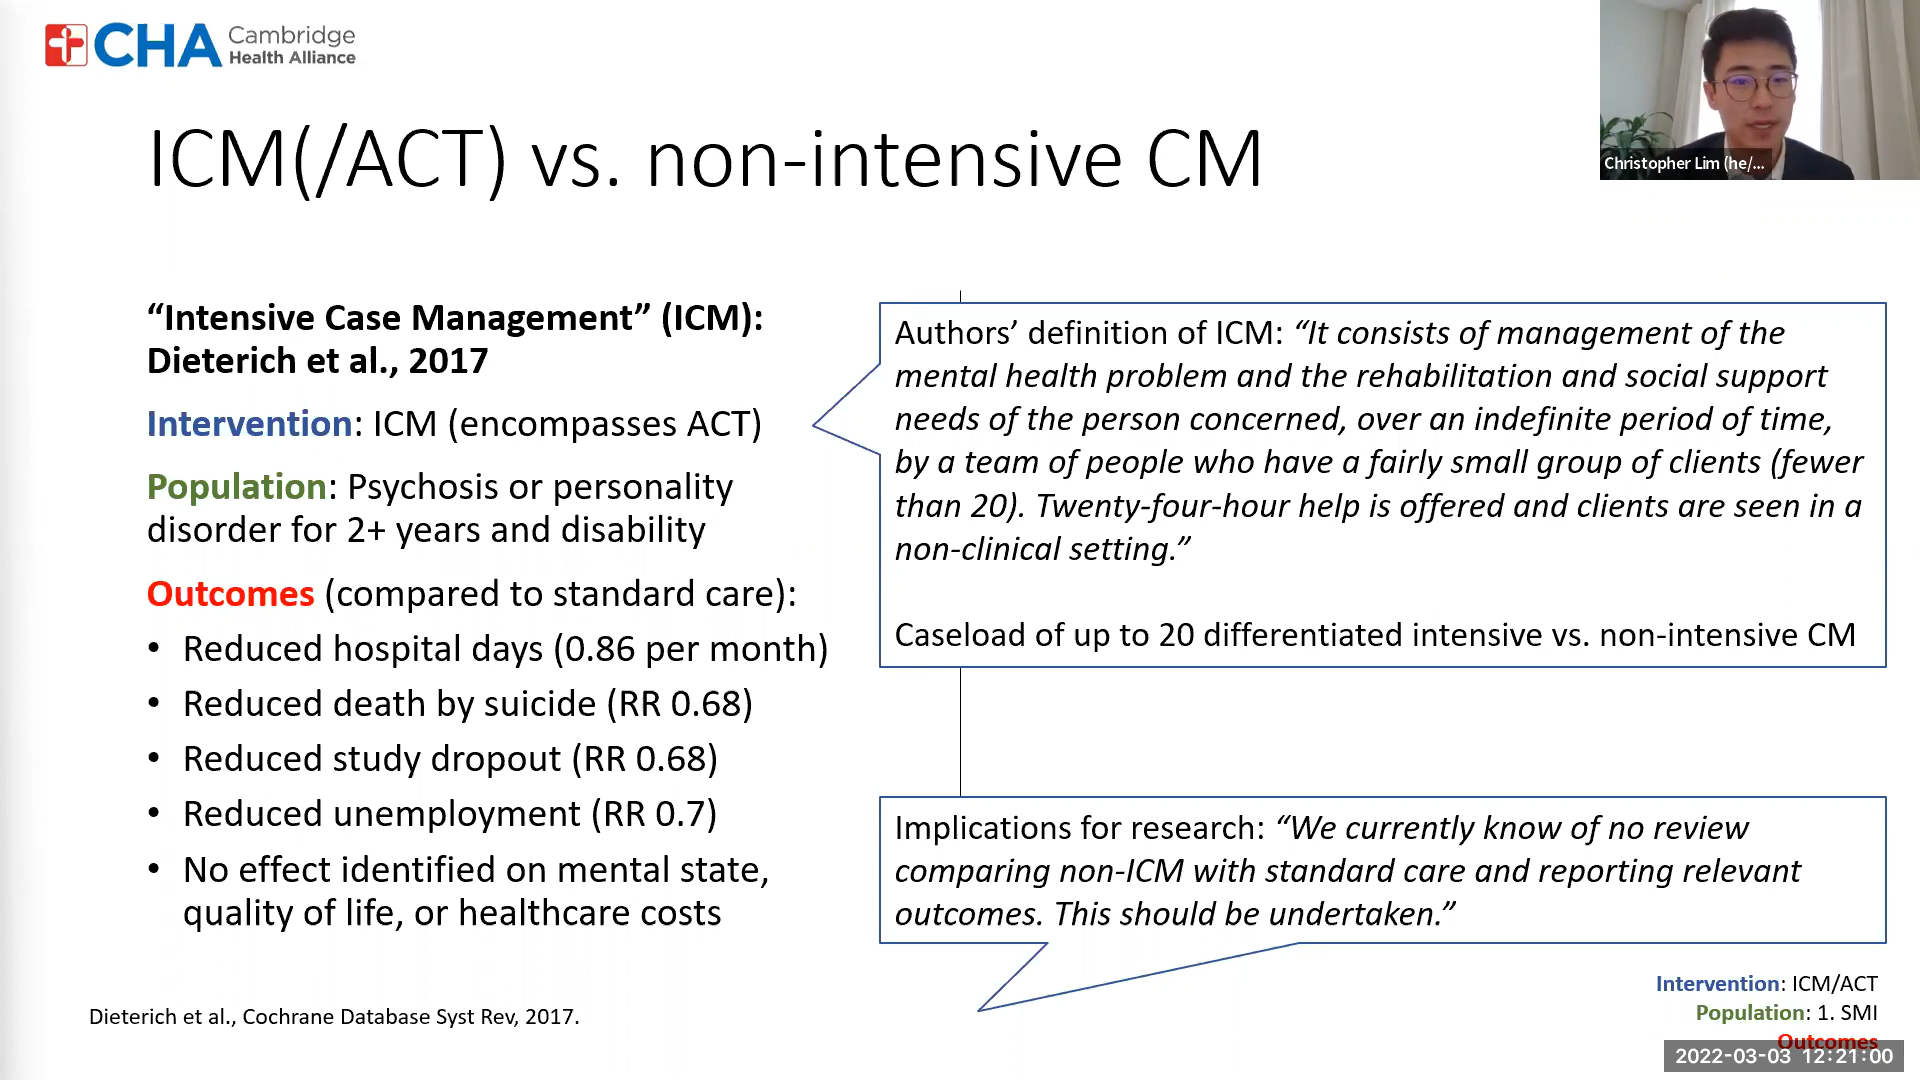 CHA Cambridge
Health Alliance
ICM(/ACT) vs. non-intensive CM
Christopher Lim (he/...
“Intensive Case Management” (ICM):
Dieterich et al., 2017
Intervention: ICM (encompasses ACT)
Population: Psychosis or personality
disorder for 2+ years and disability
Outcomes (compared to standard care):
• Reduced hospital days (0.86 per month)
• Reduced death by suicide (RR 0.68)
• Reduced study dropout (RR 0.68)
• Reduced unemployment (RR 0.7)
• No effect identified on mental state,
quality of life, or healthcare costs
Authors’ definition of ICM: “It consists of management of the
mental health problem and the rehabilitation and social support
needs of the person concerned, over an indefinite period of time,
by a team of people who have a fairly small group of clients (fewer
than 20). Twenty-four-hour help is offered and clients are seen in a
non-clinical setting.”
Caseload of up to 20 differentiated intensive vs. non-intensive CM
Implications for research: “We currently know of no review
comparing non-ICM with standard care and reporting relevant
outcomes. This should be undertaken.”
Dieterich et al., Cochrane Database Syst Rev, 2017.
Intervention: ICM/ACT
Population: 1. SMI
Outcomes
2022-03-03 12:21:00